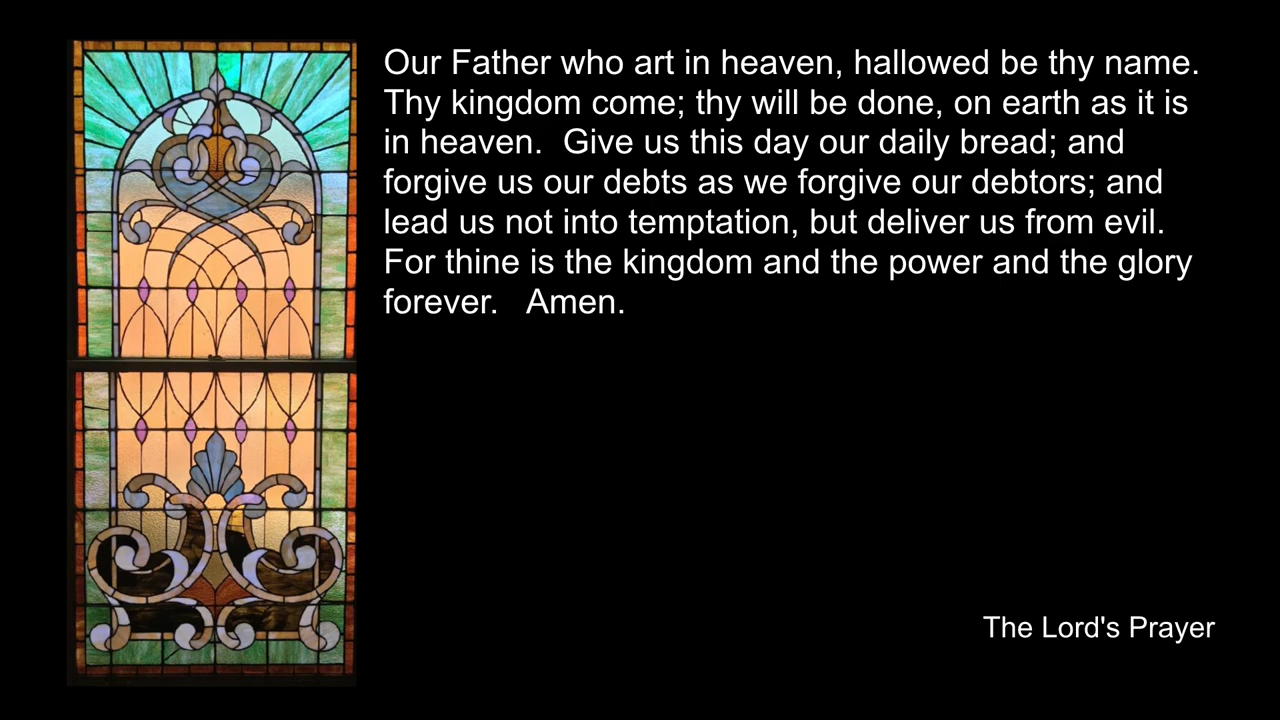 Our Father who art in heaven, hallowed be thy name.
Thy kingdom come; thy will be done, on earth as it is
in heaven.  Give us this day our daily bread; and
forgive us our debts as we forgive our debtors; and
lead us not into temptation, but deliver us from evil.
For thine is the kingdom and the power and the glory
forever.   Amen.
The Lord's Prayer